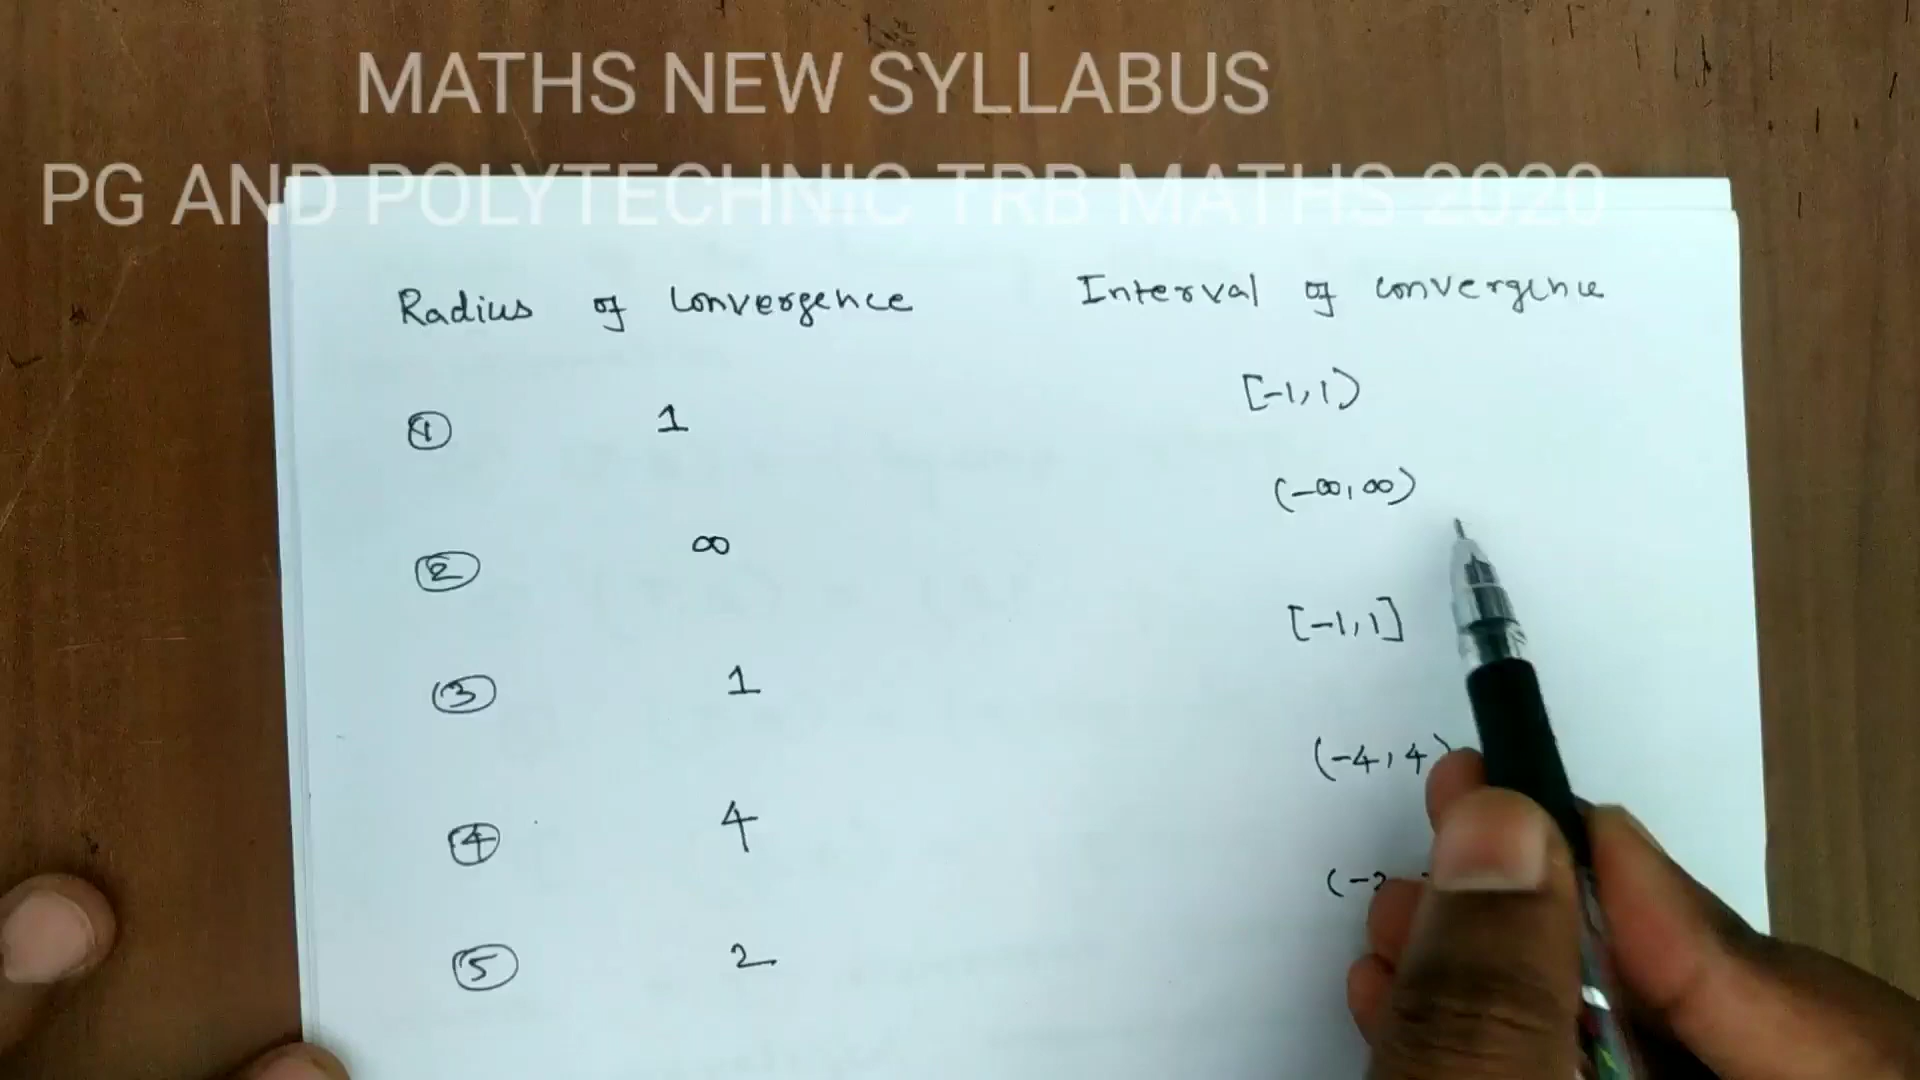 MATHS NEW SYLLABUS
PG AND POLYTECHNIC TRB MATHS 2020
Radius of convergence Interval of convergence
① 1 [-1,1)
② ∞ (-∞,∞)
③ 1 [-1,1]
④ 4 (-4,4)
⑤ 2 (-2